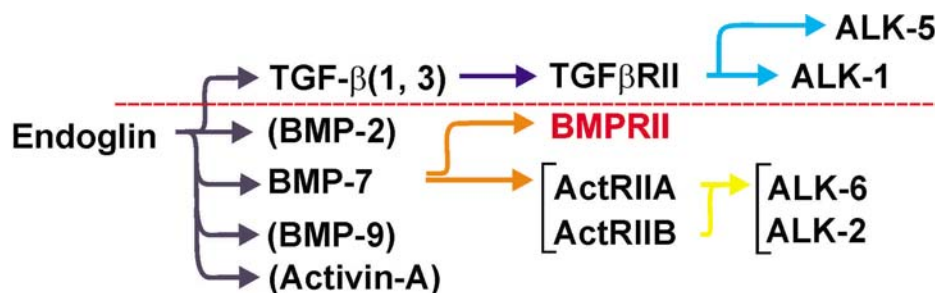 ALK-5
TGF-β(1, 3) TGFβRII ALK-1
Endoglin (BMP-2) BMPRII
BMP-7 ActRIIA ALK-6
(BMP-9) ActRIIB ALK-2
(Activin-A)